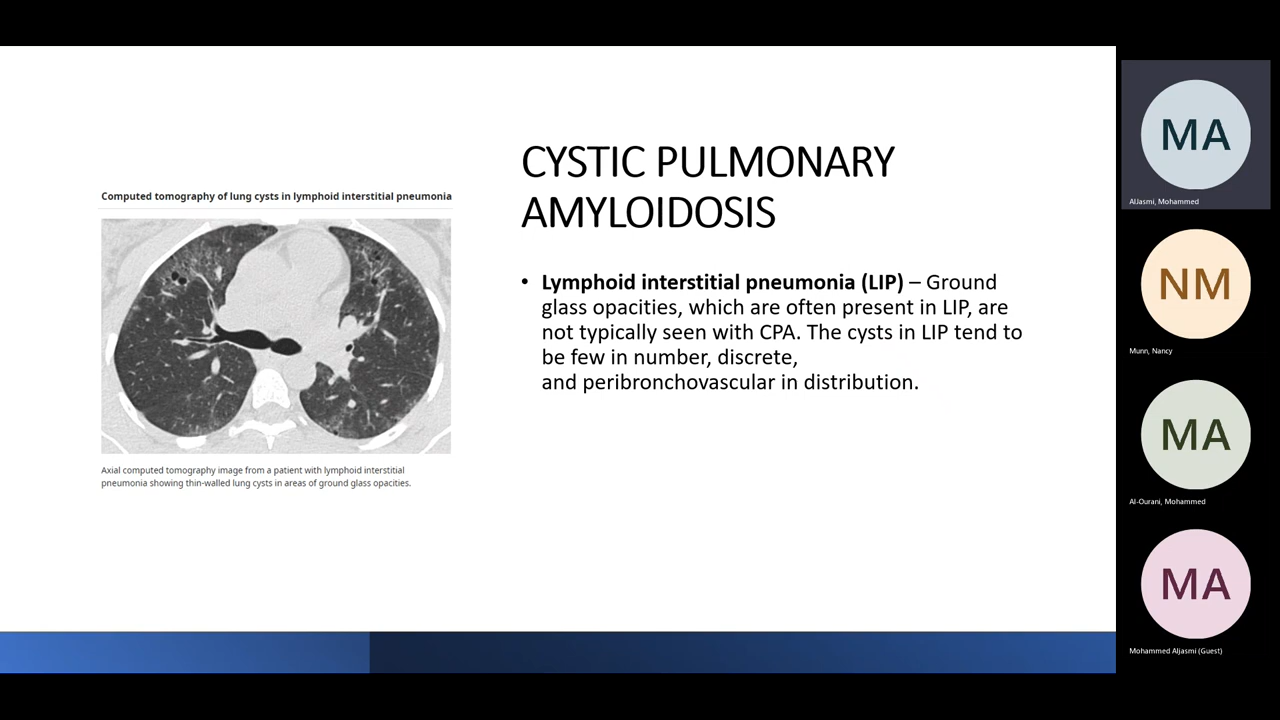 Computed tomography of lung cysts in lymphoid interstitial pneumonia
Axial computed tomography image from a patient with lymphoid interstitial
pneumonia showing thin-walled lung cysts in areas of ground glass opacities.
CYSTIC PULMONARY
AMYLOIDOSIS
• Lymphoid interstitial pneumonia (LIP) – Ground
glass opacities, which are often present in LIP, are
not typically seen with CPA. The cysts in LIP tend to
be few in number, discrete,
and peribronchovascular in distribution.
MA
AlJasmi, Mohammed
NM
Munn, Nancy
MA
Al-Ourani, Mohammed
MA
Mohammed Aljasmi (Guest)